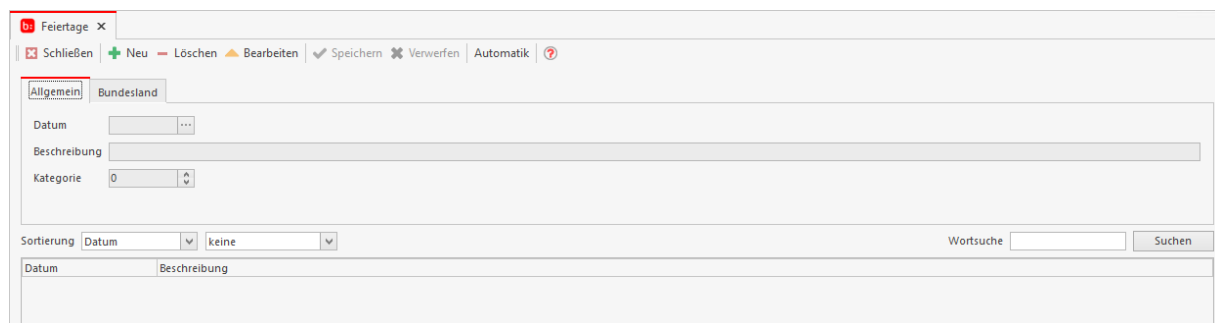 b: Feiertage ×
Schließen Neu Löschen Bearbeiten Speichern Verwerfen Automatik ?
Allgemein Bundesland
Datum ...
Beschreibung
Kategorie 0
Sortierung Datum keine Wortsuche Suchen
Datum Beschreibung